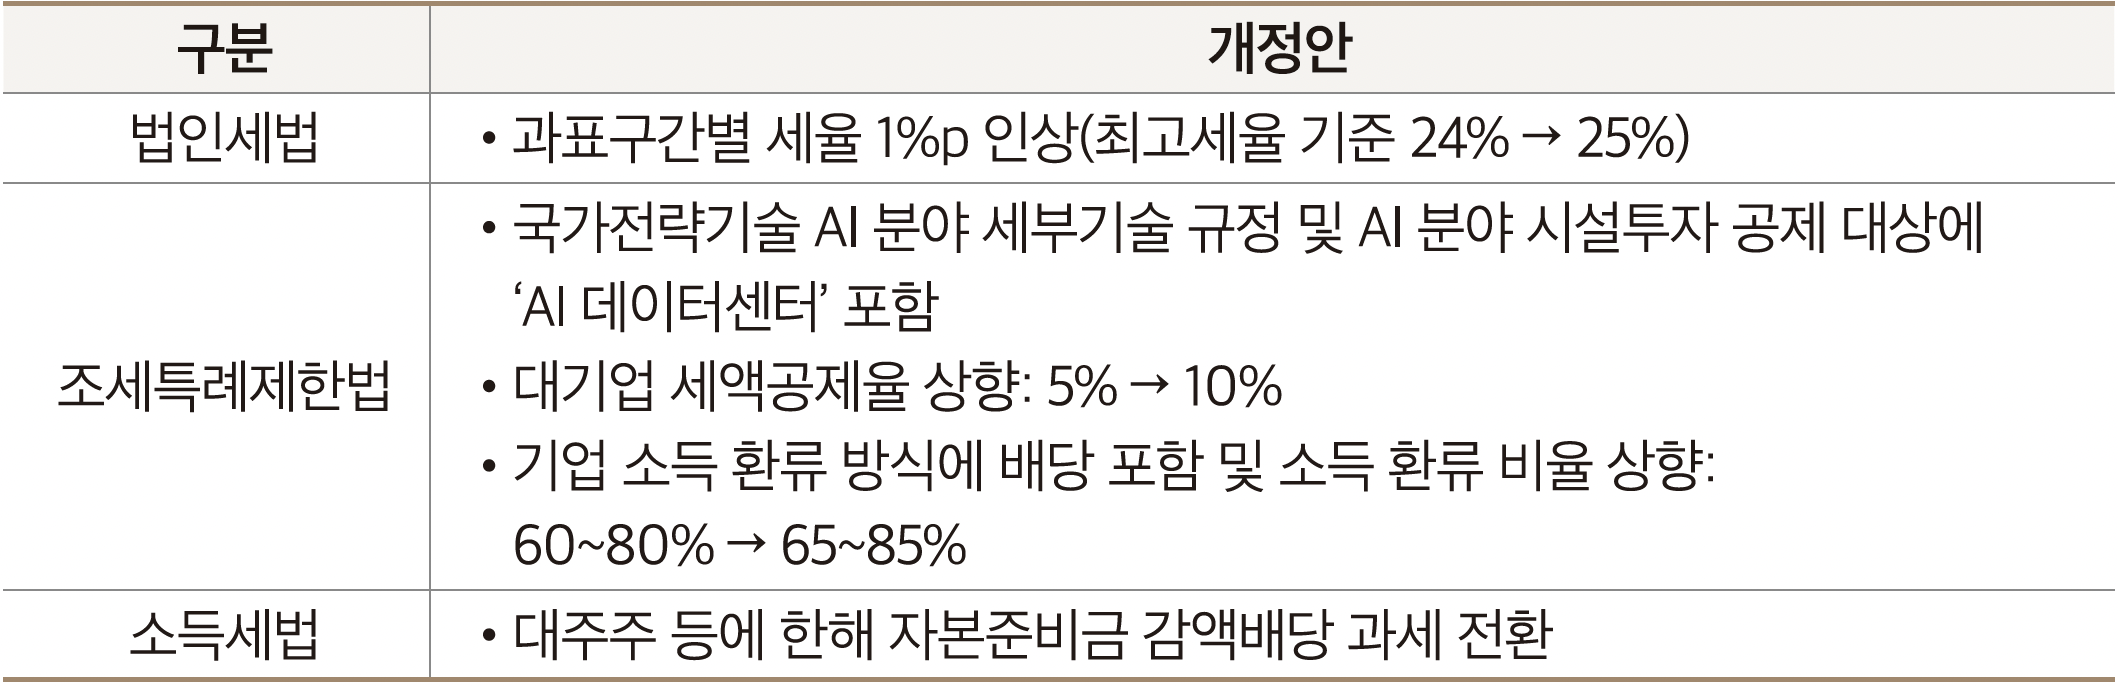 구분 개정안
법인세법 • 과표구간별 세율 1%p 인상(최고세율 기준 24% → 25%)
• 국가전략기술 AI 분야 세부기술 규정 및 AI 분야 시설투자 공제 대상에
‘AI 데이터센터’ 포함
조세특례제한법 • 대기업 세액공제율 상향: 5% → 10%
• 기업 소득 환류 방식에 배당 포함 및 소득 환류 비율 상향:
60~80% → 65~85%
소득세법 • 대주주 등에 한해 자본준비금 감액배당 과세 전환